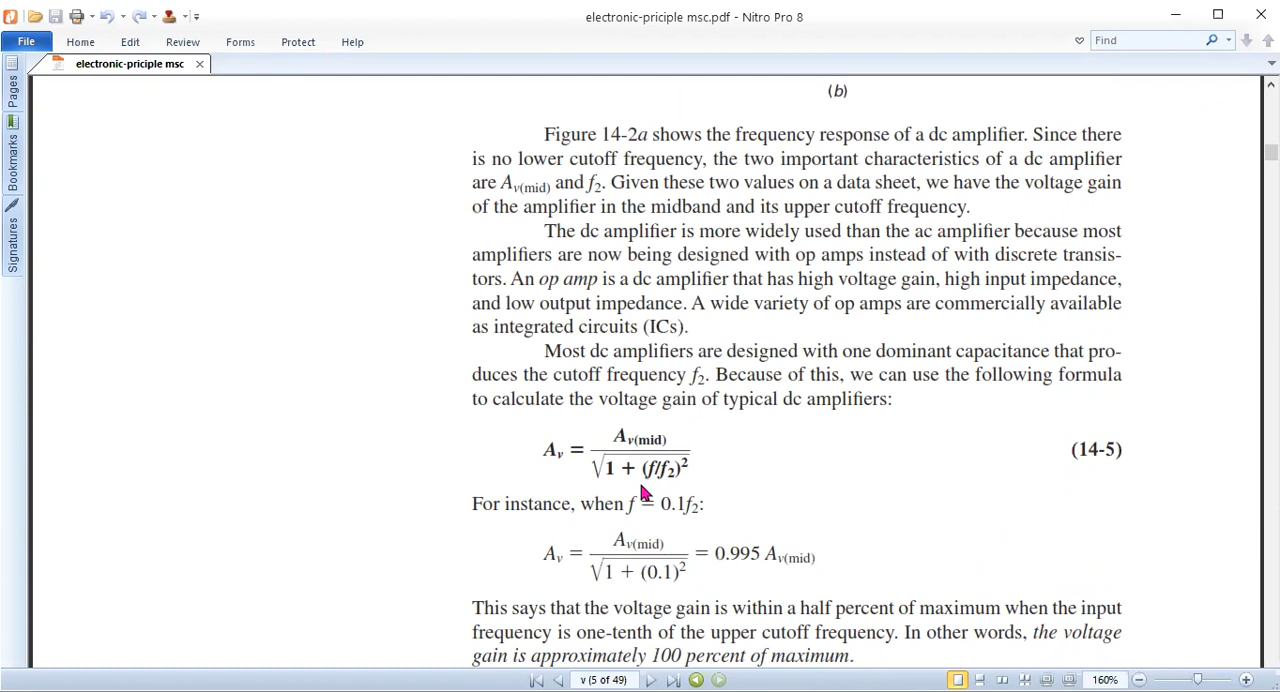 electronic-priciple msc.pdf - Nitro Pro 8
File Home Edit Review Forms Protect Help Find
electronic-priciple msc
Pages
Bookmarks
Signatures
(b)
Figure 14-2a shows the frequency response of a dc amplifier. Since there
is no lower cutoff frequency, the two important characteristics of a dc amplifier
are Av(mid) and f2. Given these two values on a data sheet, we have the voltage gain
of the amplifier in the midband and its upper cutoff frequency.
The dc amplifier is more widely used than the ac amplifier because most
amplifiers are now being designed with op amps instead of with discrete transis-
tors. An op amp is a dc amplifier that has high voltage gain, high input impedance,
and low output impedance. A wide variety of op amps are commercially available
as integrated circuits (ICs).
Most dc amplifiers are designed with one dominant capacitance that pro-
duces the cutoff frequency f2. Because of this, we can use the following formula
to calculate the voltage gain of typical dc amplifiers:
Av = Av(mid) / √1 + (f/f2)² (14-5)
For instance, when f = 0.1f2:
Av = Av(mid) / √1 + (0.1)² = 0.995 Av(mid)
This says that the voltage gain is within a half percent of maximum when the input
frequency is one-tenth of the upper cutoff frequency. In other words, the voltage
gain is approximately 100 percent of maximum.
v (5 of 49) 160%